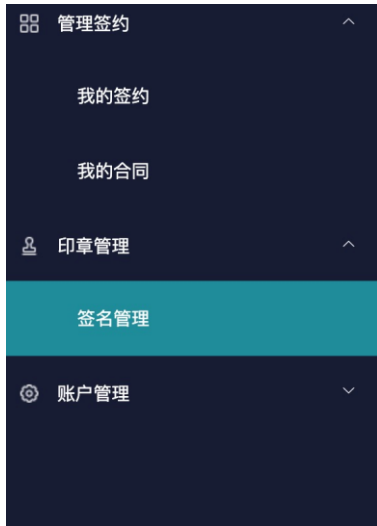 管理签约
我的签约
我的合同
印章管理
签名管理
账户管理